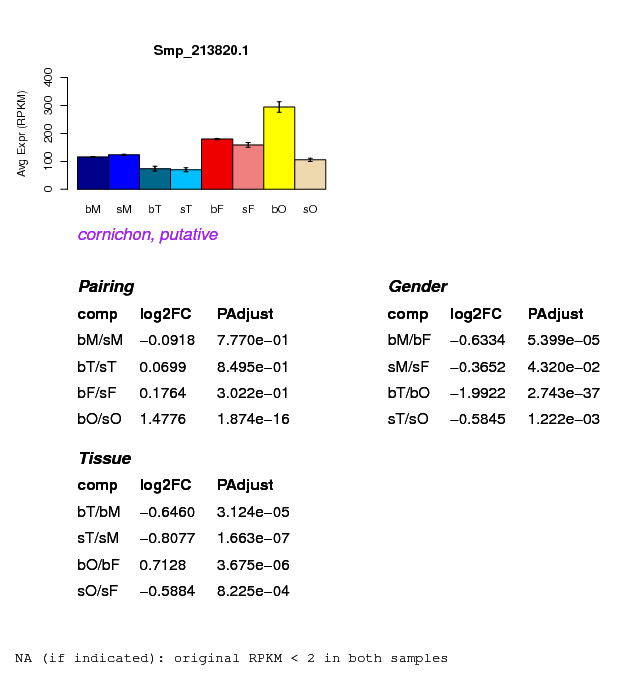 Smp_213820.1
Avg Expr (RPKM)
0 100 200 300 400
bM sM bT sT bF sF bO sO
cornichon, putative
Pairing
comp log2FC PAdjust
bM/sM −0.0918 7.770e−01
bT/sT 0.0699 8.495e−01
bF/sF 0.1764 3.022e−01
bO/sO 1.4776 1.874e−16
Gender
comp log2FC PAdjust
bM/bF −0.6334 5.399e−05
sM/sF −0.3652 4.320e−02
bT/bO −1.9922 2.743e−37
sT/sO −0.5845 1.222e−03
Tissue
comp log2FC PAdjust
bT/bM −0.6460 3.124e−05
sT/sM −0.8077 1.663e−07
bO/bF 0.7128 3.675e−06
sO/sF −0.5884 8.225e−04
NA (if indicated): original RPKM < 2 in both samples